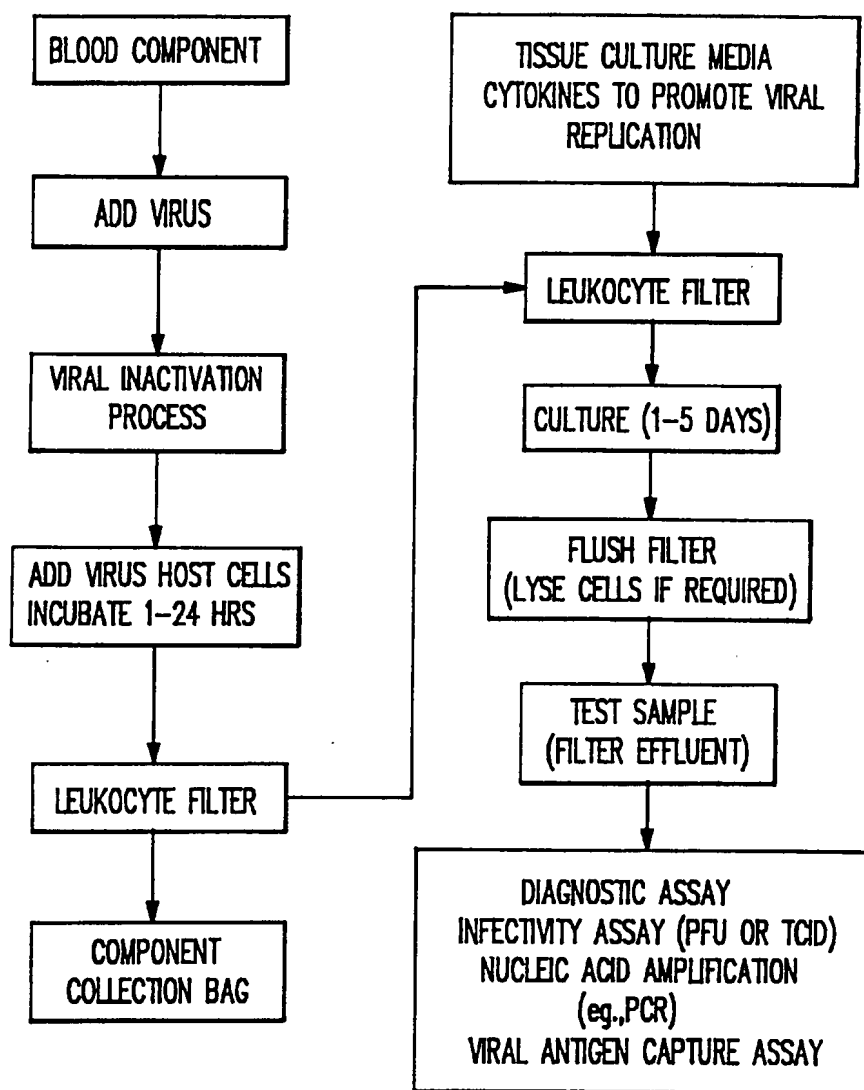 BLOOD COMPONENT
ADD VIRUS
VIRAL INACTIVATION
PROCESS
ADD VIRUS HOST CELLS
INCUBATE 1-24 HRS
LEUKOCYTE FILTER
COMPONENT
COLLECTION BAG
TISSUE CULTURE MEDIA
CYTOKINES TO PROMOTE VIRAL
REPLICATION
LEUKOCYTE FILTER
CULTURE (1-5 DAYS)
FLUSH FILTER
(LYSE CELLS IF REQUIRED)
TEST SAMPLE
(FILTER EFFLUENT)
DIAGNOSTIC ASSAY
INFECTIVITY ASSAY (PFU OR TCID)
NUCLEIC ACID AMPLIFICATION
(eg.,PCR)
VIRAL ANTIGEN CAPTURE ASSAY